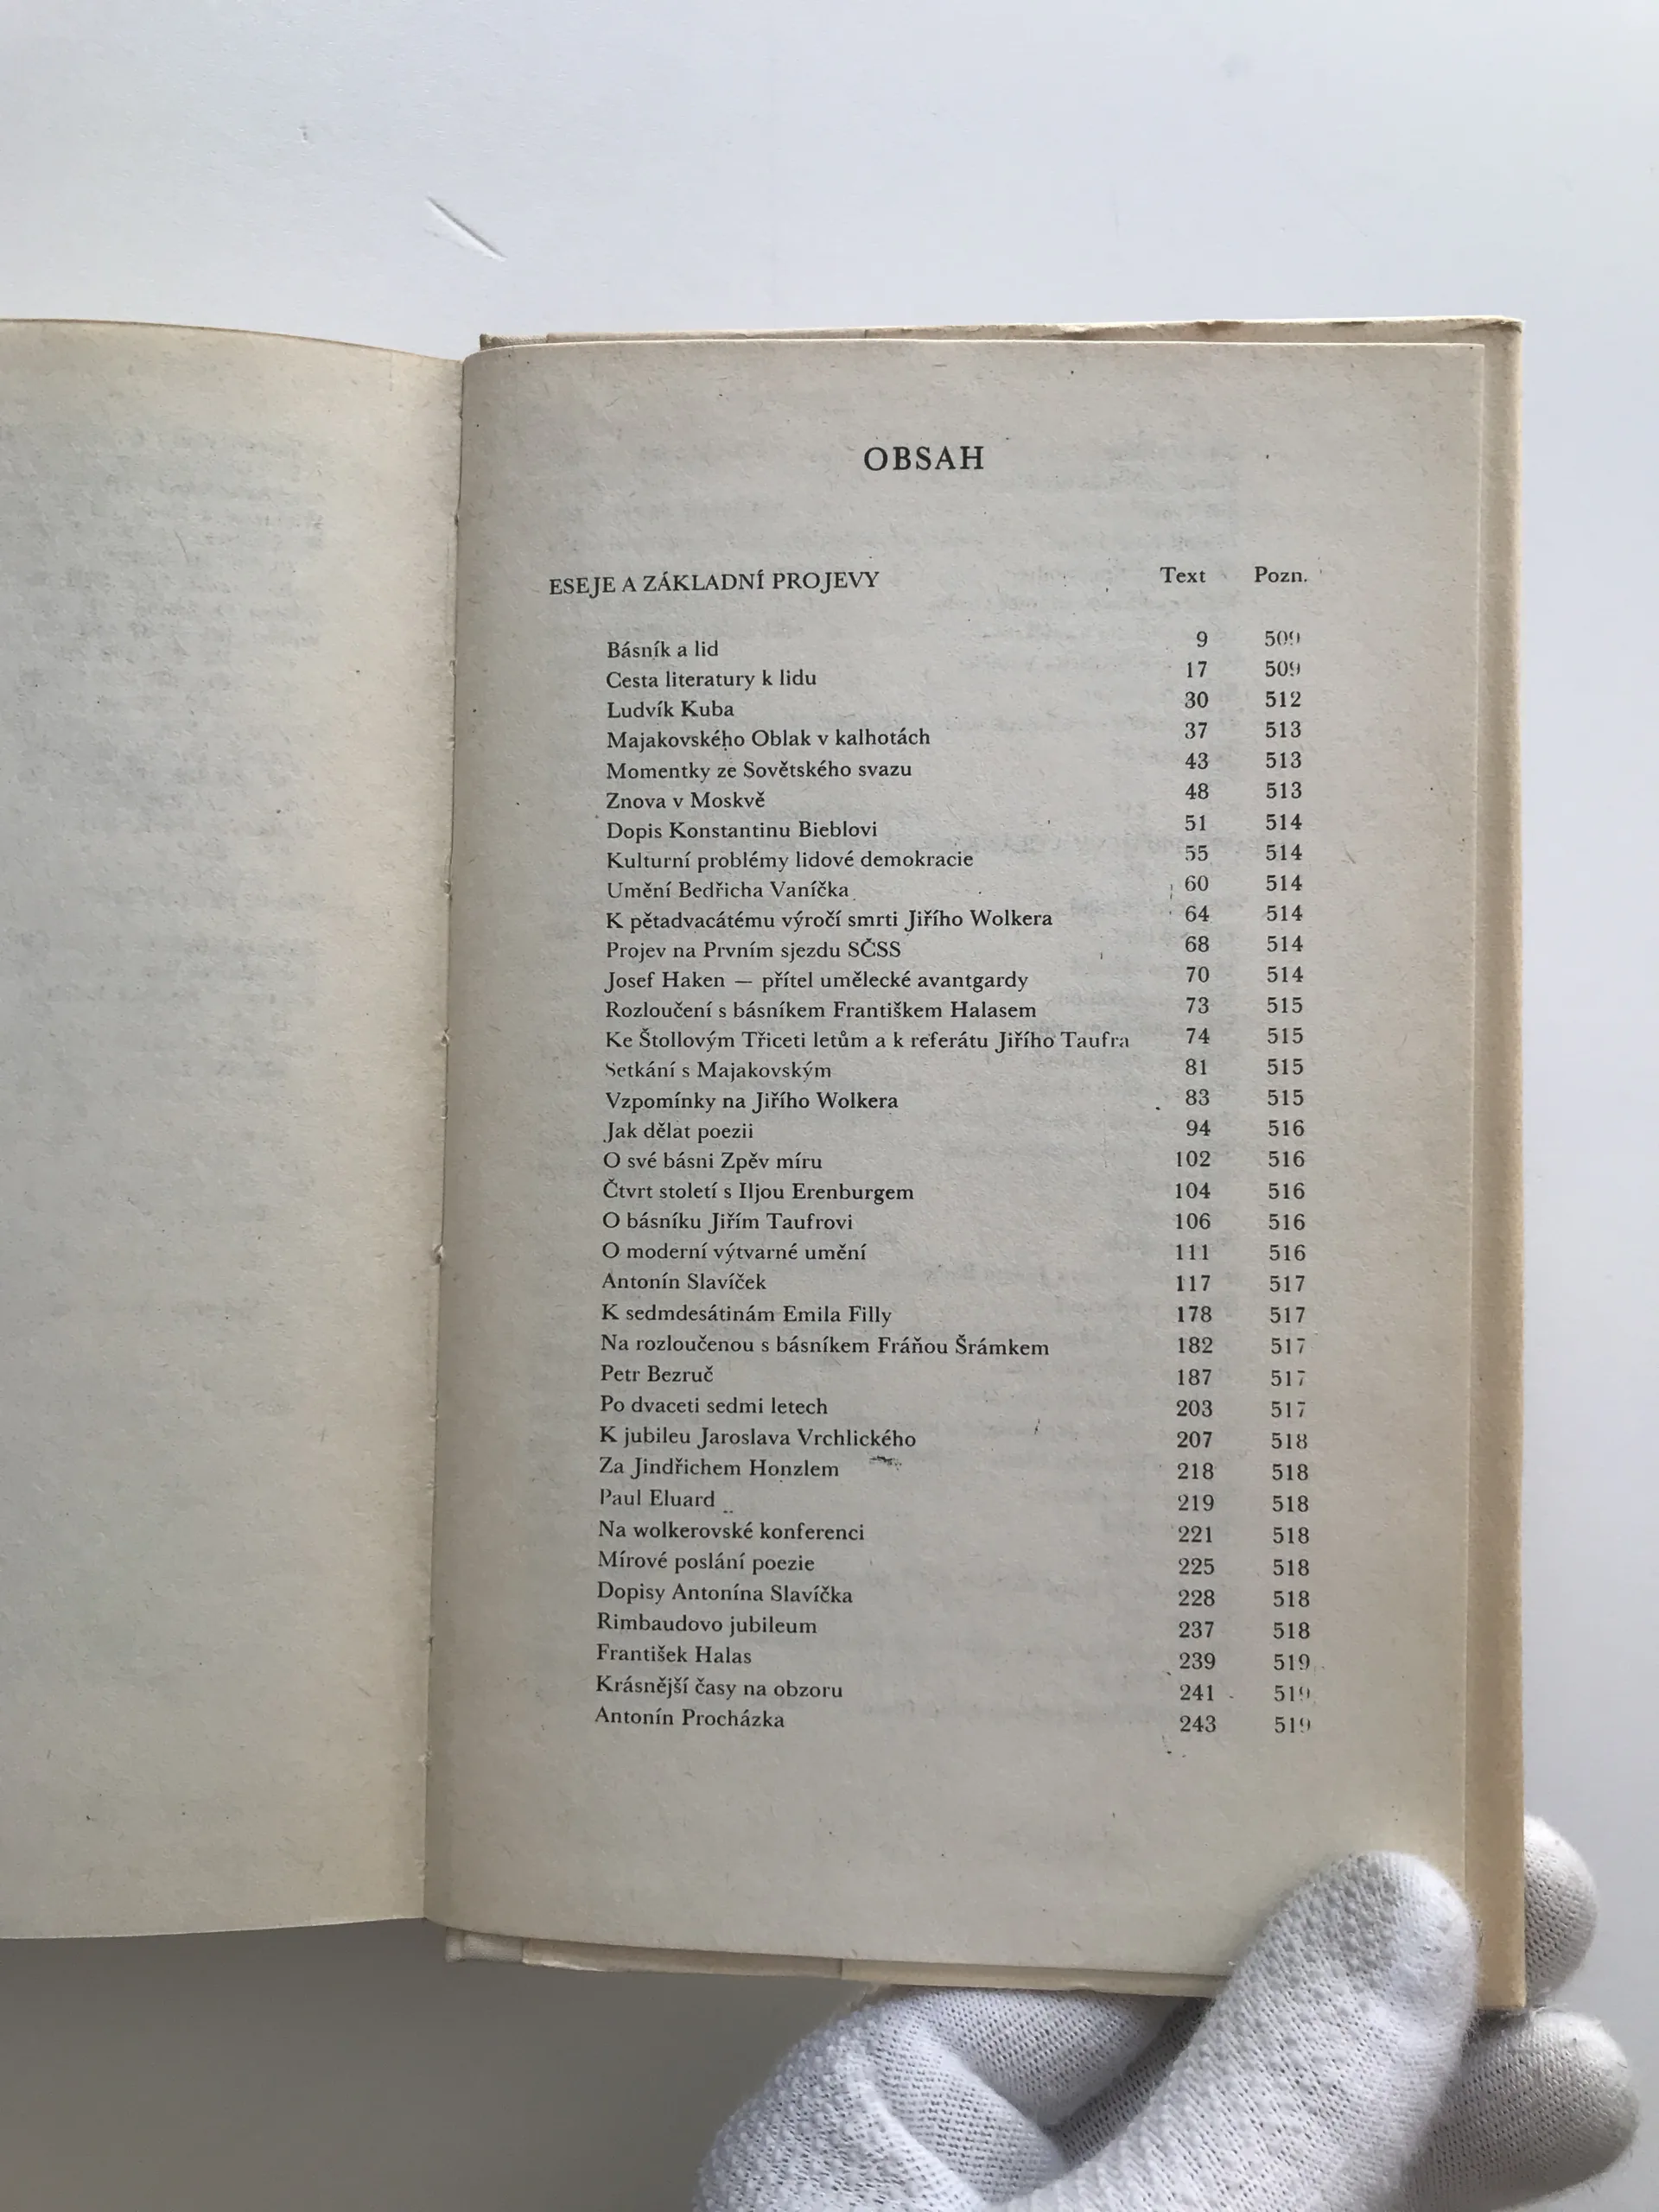 OBSAH
ESEJE A ZÁKLADNÍ PROJEVY Text Pozn.
Básník a lid 9 509
Cesta literatury k lidu 17 509
Ludvík Kuba 30 512
Majakovského Oblak v kalhotách 37 513
Momentky ze Sovětského svazu 43 513
Znova v Moskvě 48 513
Dopis Konstantinu Bieblovi 51 514
Kulturní problémy lidové demokracie 55 514
Umění Bedřicha Vaníčka 60 514
K pětadvacátému výročí smrti Jiřího Wolkera 64 514
Projev na Prvním sjezdu SČSS 68 514
Josef Haken — přítel umělecké avantgardy 70 514
Rozloučení s básníkem Františkem Halasem 73 515
Ke Štollovým Třiceti letům a k referátu Jiřího Taufra 74 515
Setkání s Majakovským 81 515
Vzpomínky na Jiřího Wolkera 83 515
Jak dělat poezii 94 516
O své básni Zpěv míru 102 516
Čtvrt století s Iljou Erenburgem 104 516
O básníku Jiřím Taufrovi 106 516
O moderní výtvarné umění 111 516
Antonín Slavíček 117 517
K sedmdesátinám Emila Filly 178 517
Na rozloučenou s básníkem Fráňou Šrámkem 182 517
Petr Bezruč 187 517
Po dvaceti sedmi letech 203 517
K jubileu Jaroslava Vrchlického 207 518
Za Jindřichem Honzlem 218 518
Paul Eluard 219 518
Na wolkerovské konferenci 221 518
Mírové poslání poezie 225 518
Dopisy Antonína Slavíčka 228 518
Rimbaudovo jubileum 237 518
František Halas 239 519
Krásnější časy na obzoru 241 519
Antonín Procházka 243 519